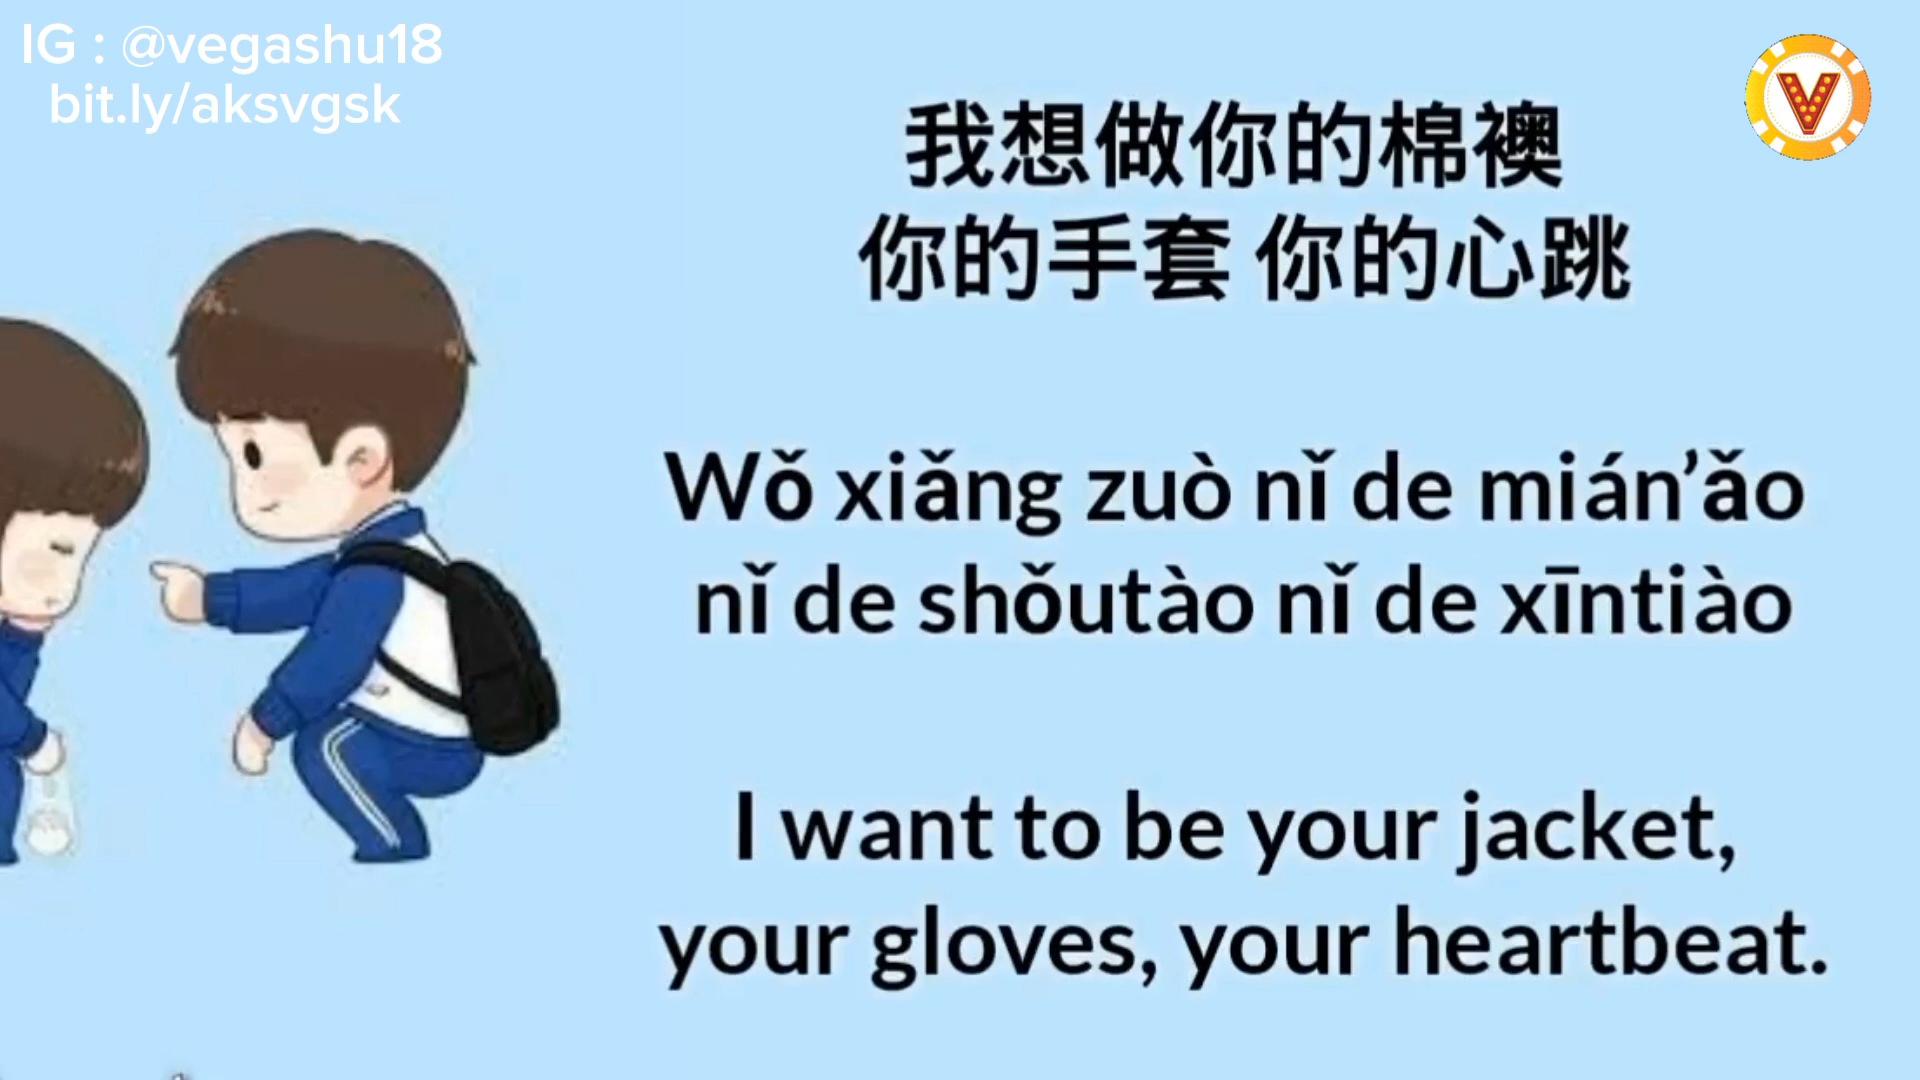 IG : @vegashu18
bit.ly/aksvgsk
V
我想做你的棉襖
你的手套 你的心跳
Wǒ xiǎng zuò nǐ de mián’ǎo
nǐ de shǒutào nǐ de xīntiào
I want to be your jacket,
your gloves, your heartbeat.